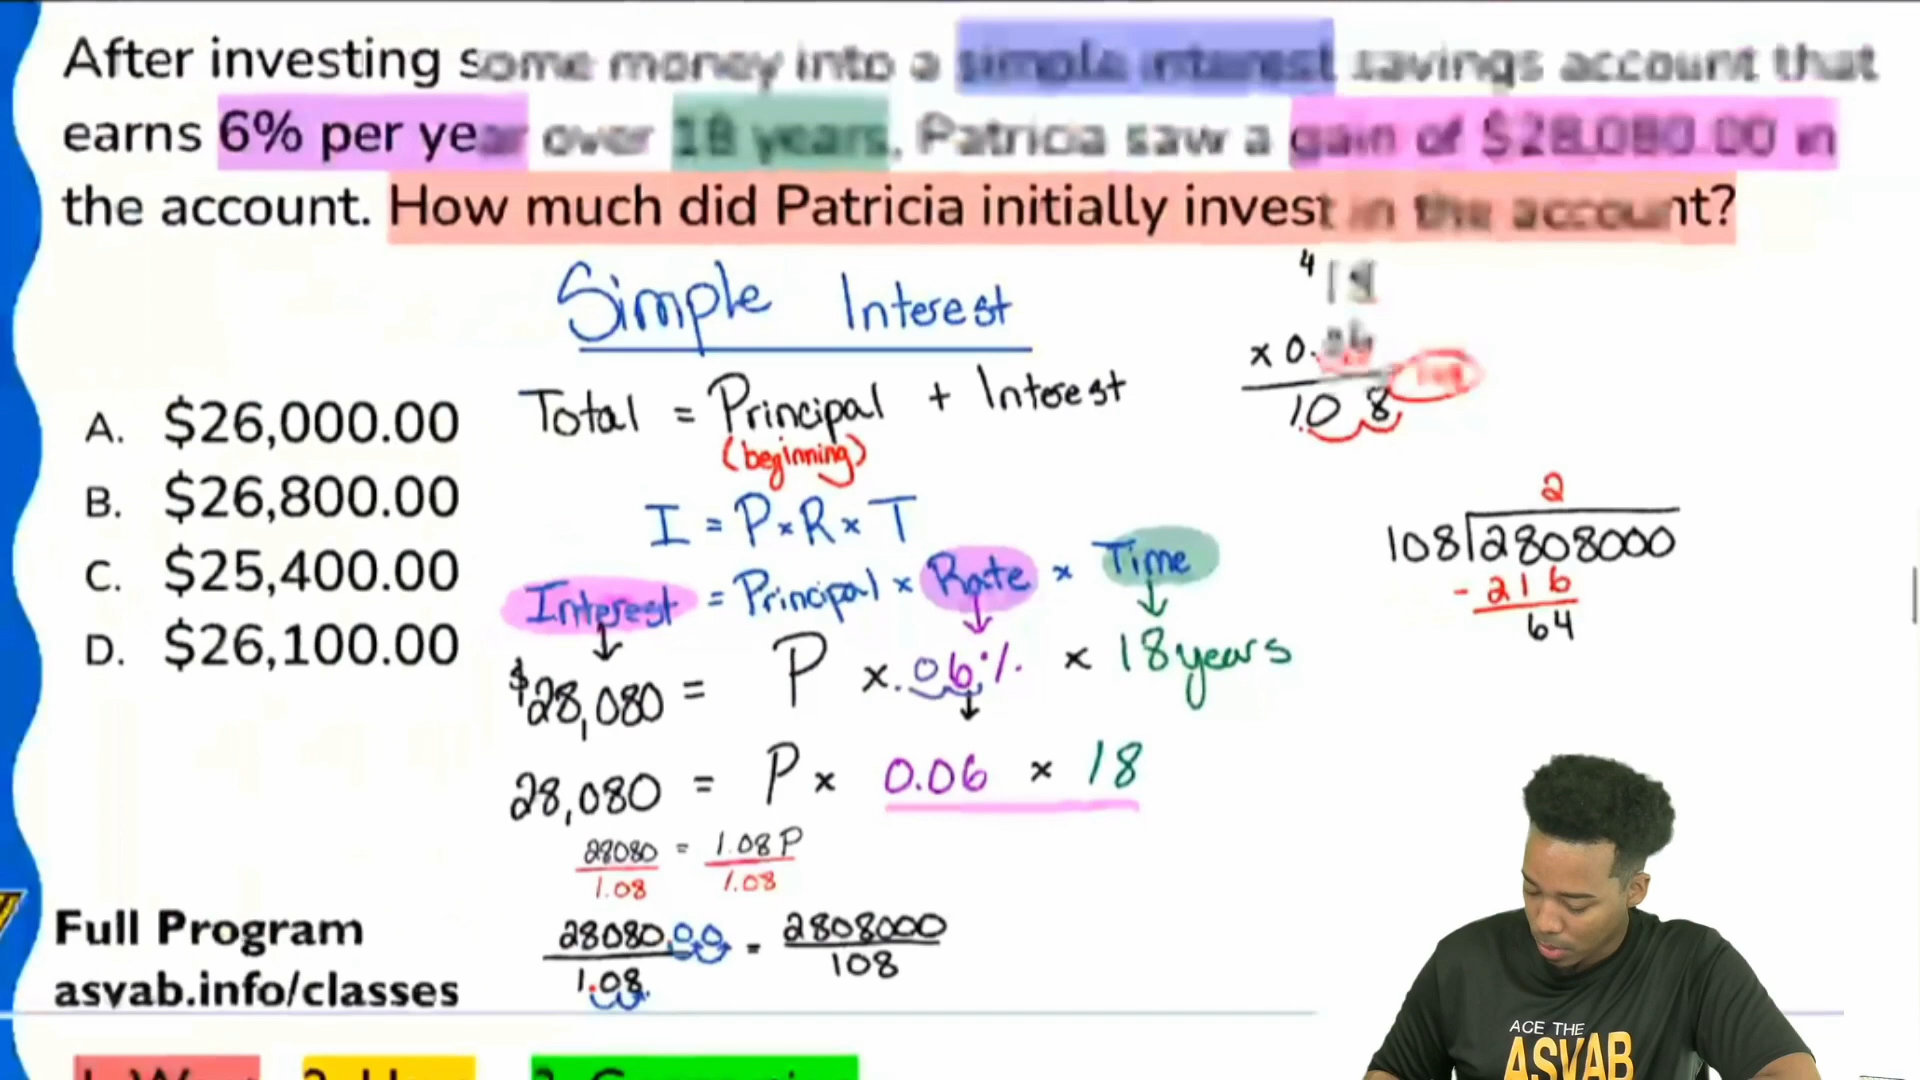 After investing some money into a simple interest savings account that
earns 6% per year over 18 years, Patricia saw a gain of $28,080.00 in
the account. How much did Patricia initially invest in the account?
Simple Interest
Total = Principal + Interest
(beginning)
I = P × R × T
Interest = Principal × Rate × Time
$28,080 = P × .06.% × 18 years
28,080 = P × 0.06 × 18
28080 = 1.08 P
1.08 1.08
28080.00 = 2808000
1.08. 108
A. $26,000.00
B. $26,800.00
C. $25,400.00
D. $26,100.00
4
18
× 0.06
1.08
2
108 2808000
- 216
64
Full Program
asvab.info/classes
ACE THE
ASVAB